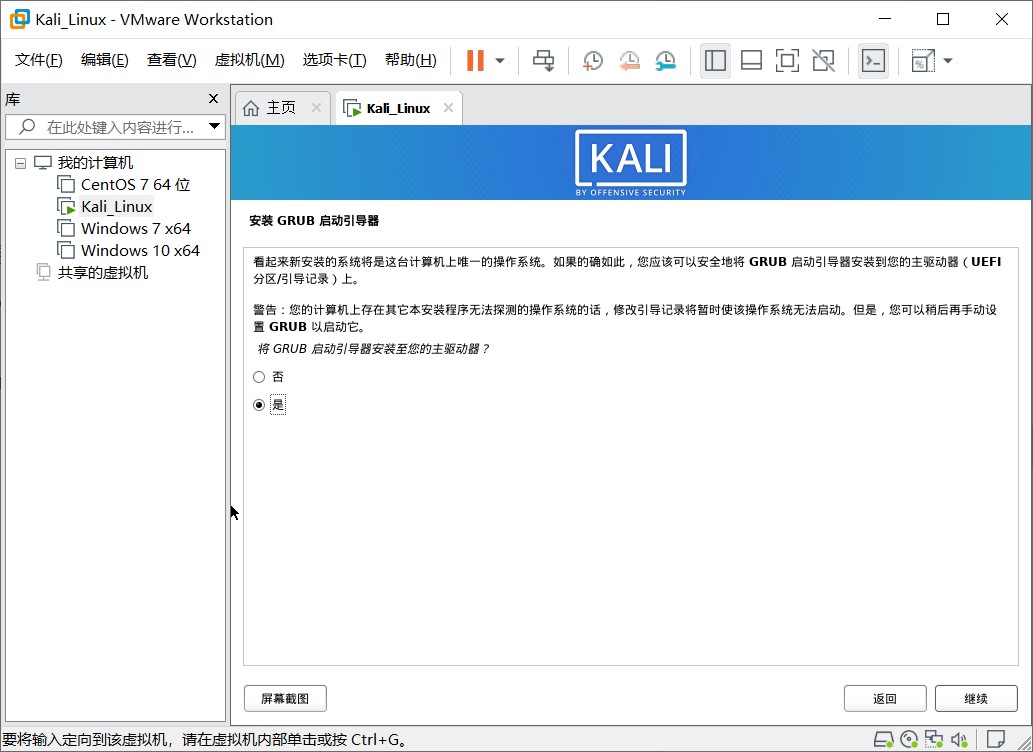 Kali_Linux - VMware Workstation
文件(F) 编辑(E) 查看(V) 虚拟机(M) 选项卡(T) 帮助(H)
库
在此处键入内容进行...
我的计算机
CentOS 7 64 位
Kali_Linux
Windows 7 x64
Windows 10 x64
共享的虚拟机
主页
Kali_Linux
KALI
BY OFFENSIVE SECURITY
安装 GRUB 启动引导器
看起来新安装的系统将是这台计算机上唯一的操作系统。如果的确如此，您应该可以安全地将 GRUB 启动引导器安装到您的主驱动器（UEFI
分区/引导记录）上。
警告：您的计算机上存在其它本安装程序无法探测的操作系统的话，修改引导记录将暂时使该操作系统无法启动。但是，您可以稍后再手动设
置 GRUB 以启动它。
将 GRUB 启动引导器安装至您的主驱动器？
否
是
屏幕截图
返回
继续
要将输入定向到该虚拟机，请在虚拟机内部单击或按 Ctrl+G。